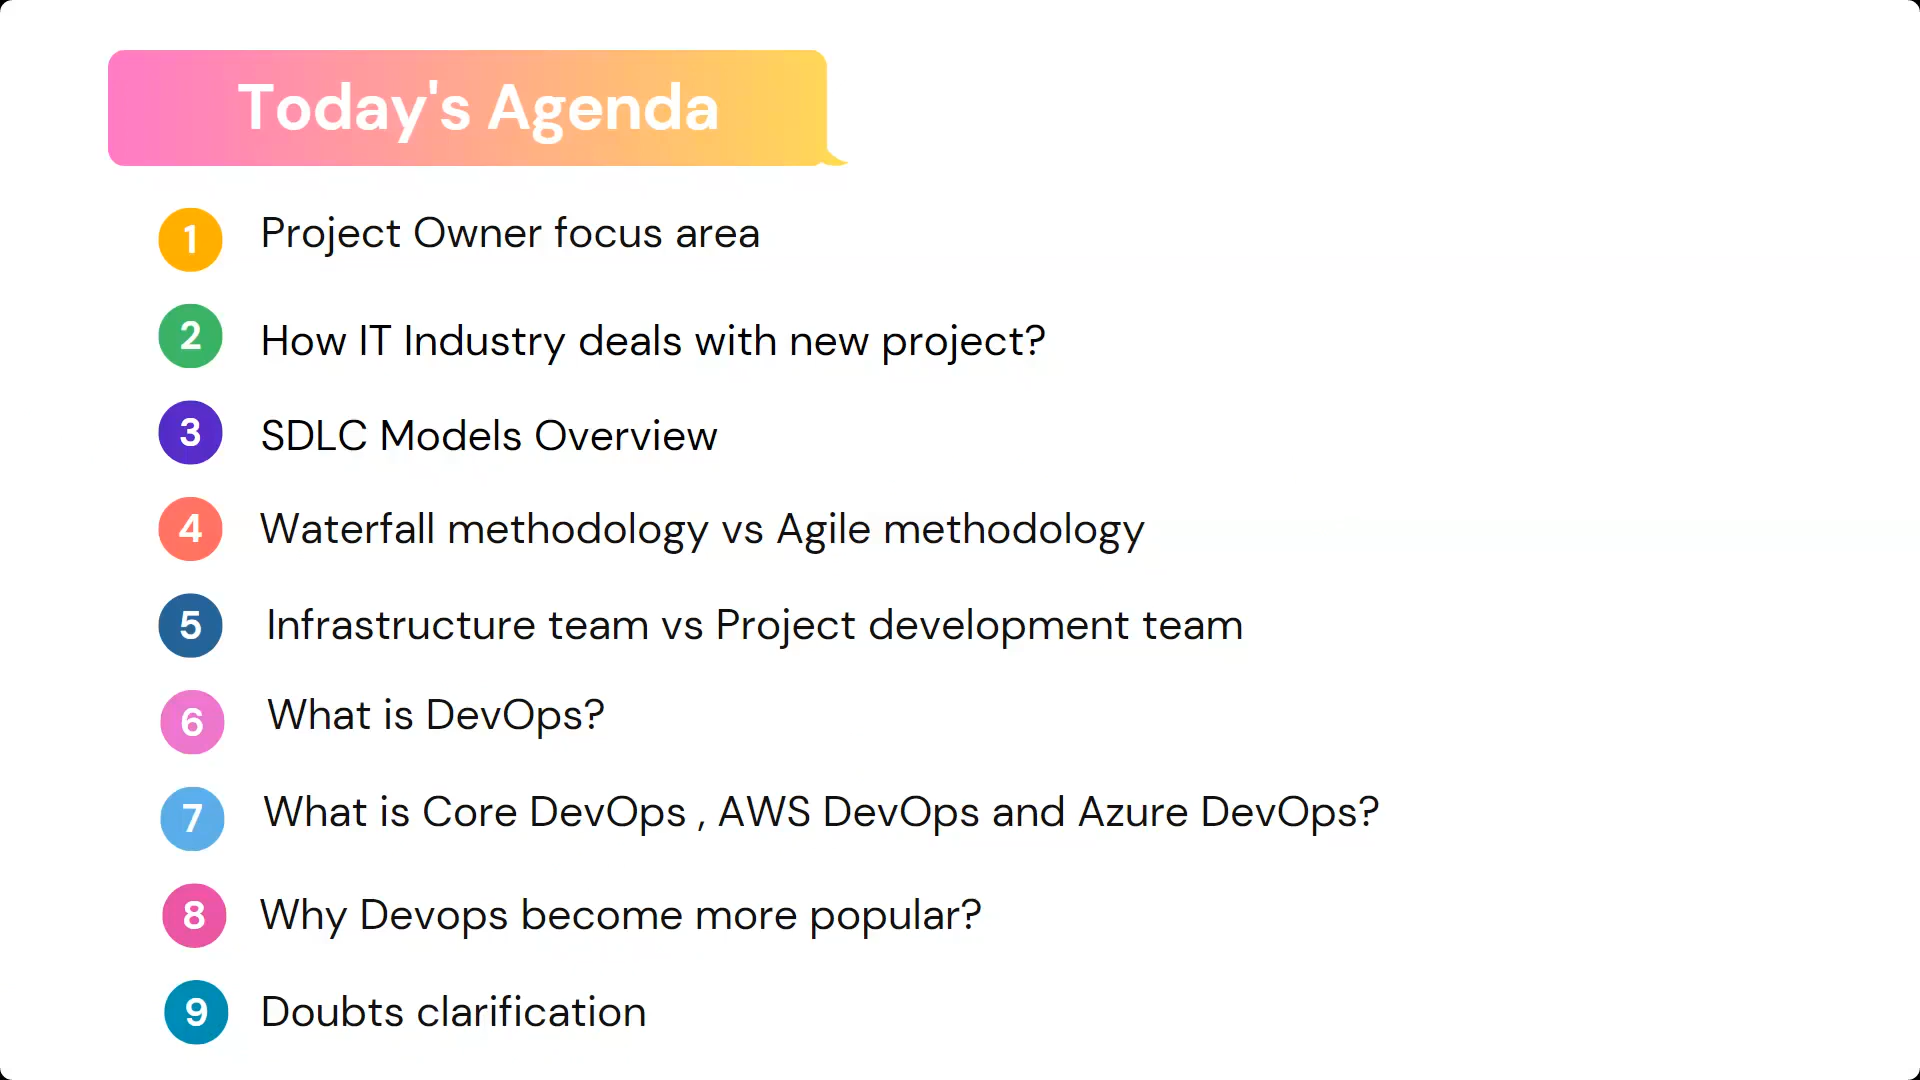 Today's Agenda
1 Project Owner focus area
2 How IT Industry deals with new project?
3 SDLC Models Overview
4 Waterfall methodology vs Agile methodology
5 Infrastructure team vs Project development team
6 What is DevOps?
7 What is Core DevOps , AWS DevOps and Azure DevOps?
8 Why Devops become more popular?
9 Doubts clarification